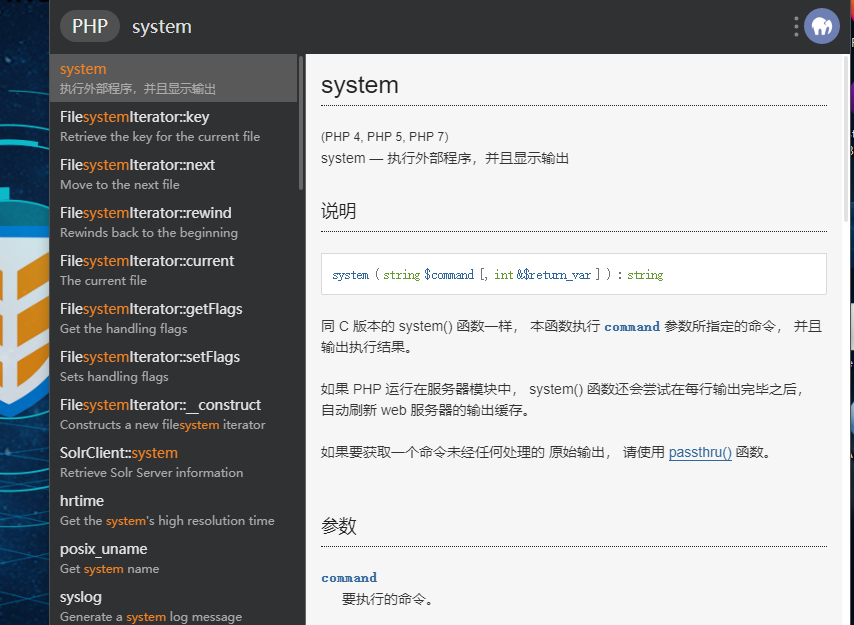 PHP system
system
执行外部程序，并且显示输出
FilesystemIterator::key
Retrieve the key for the current file
FilesystemIterator::next
Move to the next file
FilesystemIterator::rewind
Rewinds back to the beginning
FilesystemIterator::current
The current file
FilesystemIterator::getFlags
Get the handling flags
FilesystemIterator::setFlags
Sets handling flags
FilesystemIterator::__construct
Constructs a new filesystem iterator
SolrClient::system
Retrieve Solr Server information
hrtime
Get the system's high resolution time
posix_uname
Get system name
syslog
Generate a system log message
system
(PHP 4, PHP 5, PHP 7)
system — 执行外部程序，并且显示输出
说明
system ( string $command [, int &$return_var ] ) : string
同 C 版本的 system() 函数一样， 本函数执行 command 参数所指定的命令， 并且
输出执行结果。
如果 PHP 运行在服务器模块中， system() 函数还会尝试在每行输出完毕之后，
自动刷新 web 服务器的输出缓存。
如果要获取一个命令未经任何处理的 原始输出， 请使用 passthru() 函数。
参数
command
要执行的命令。